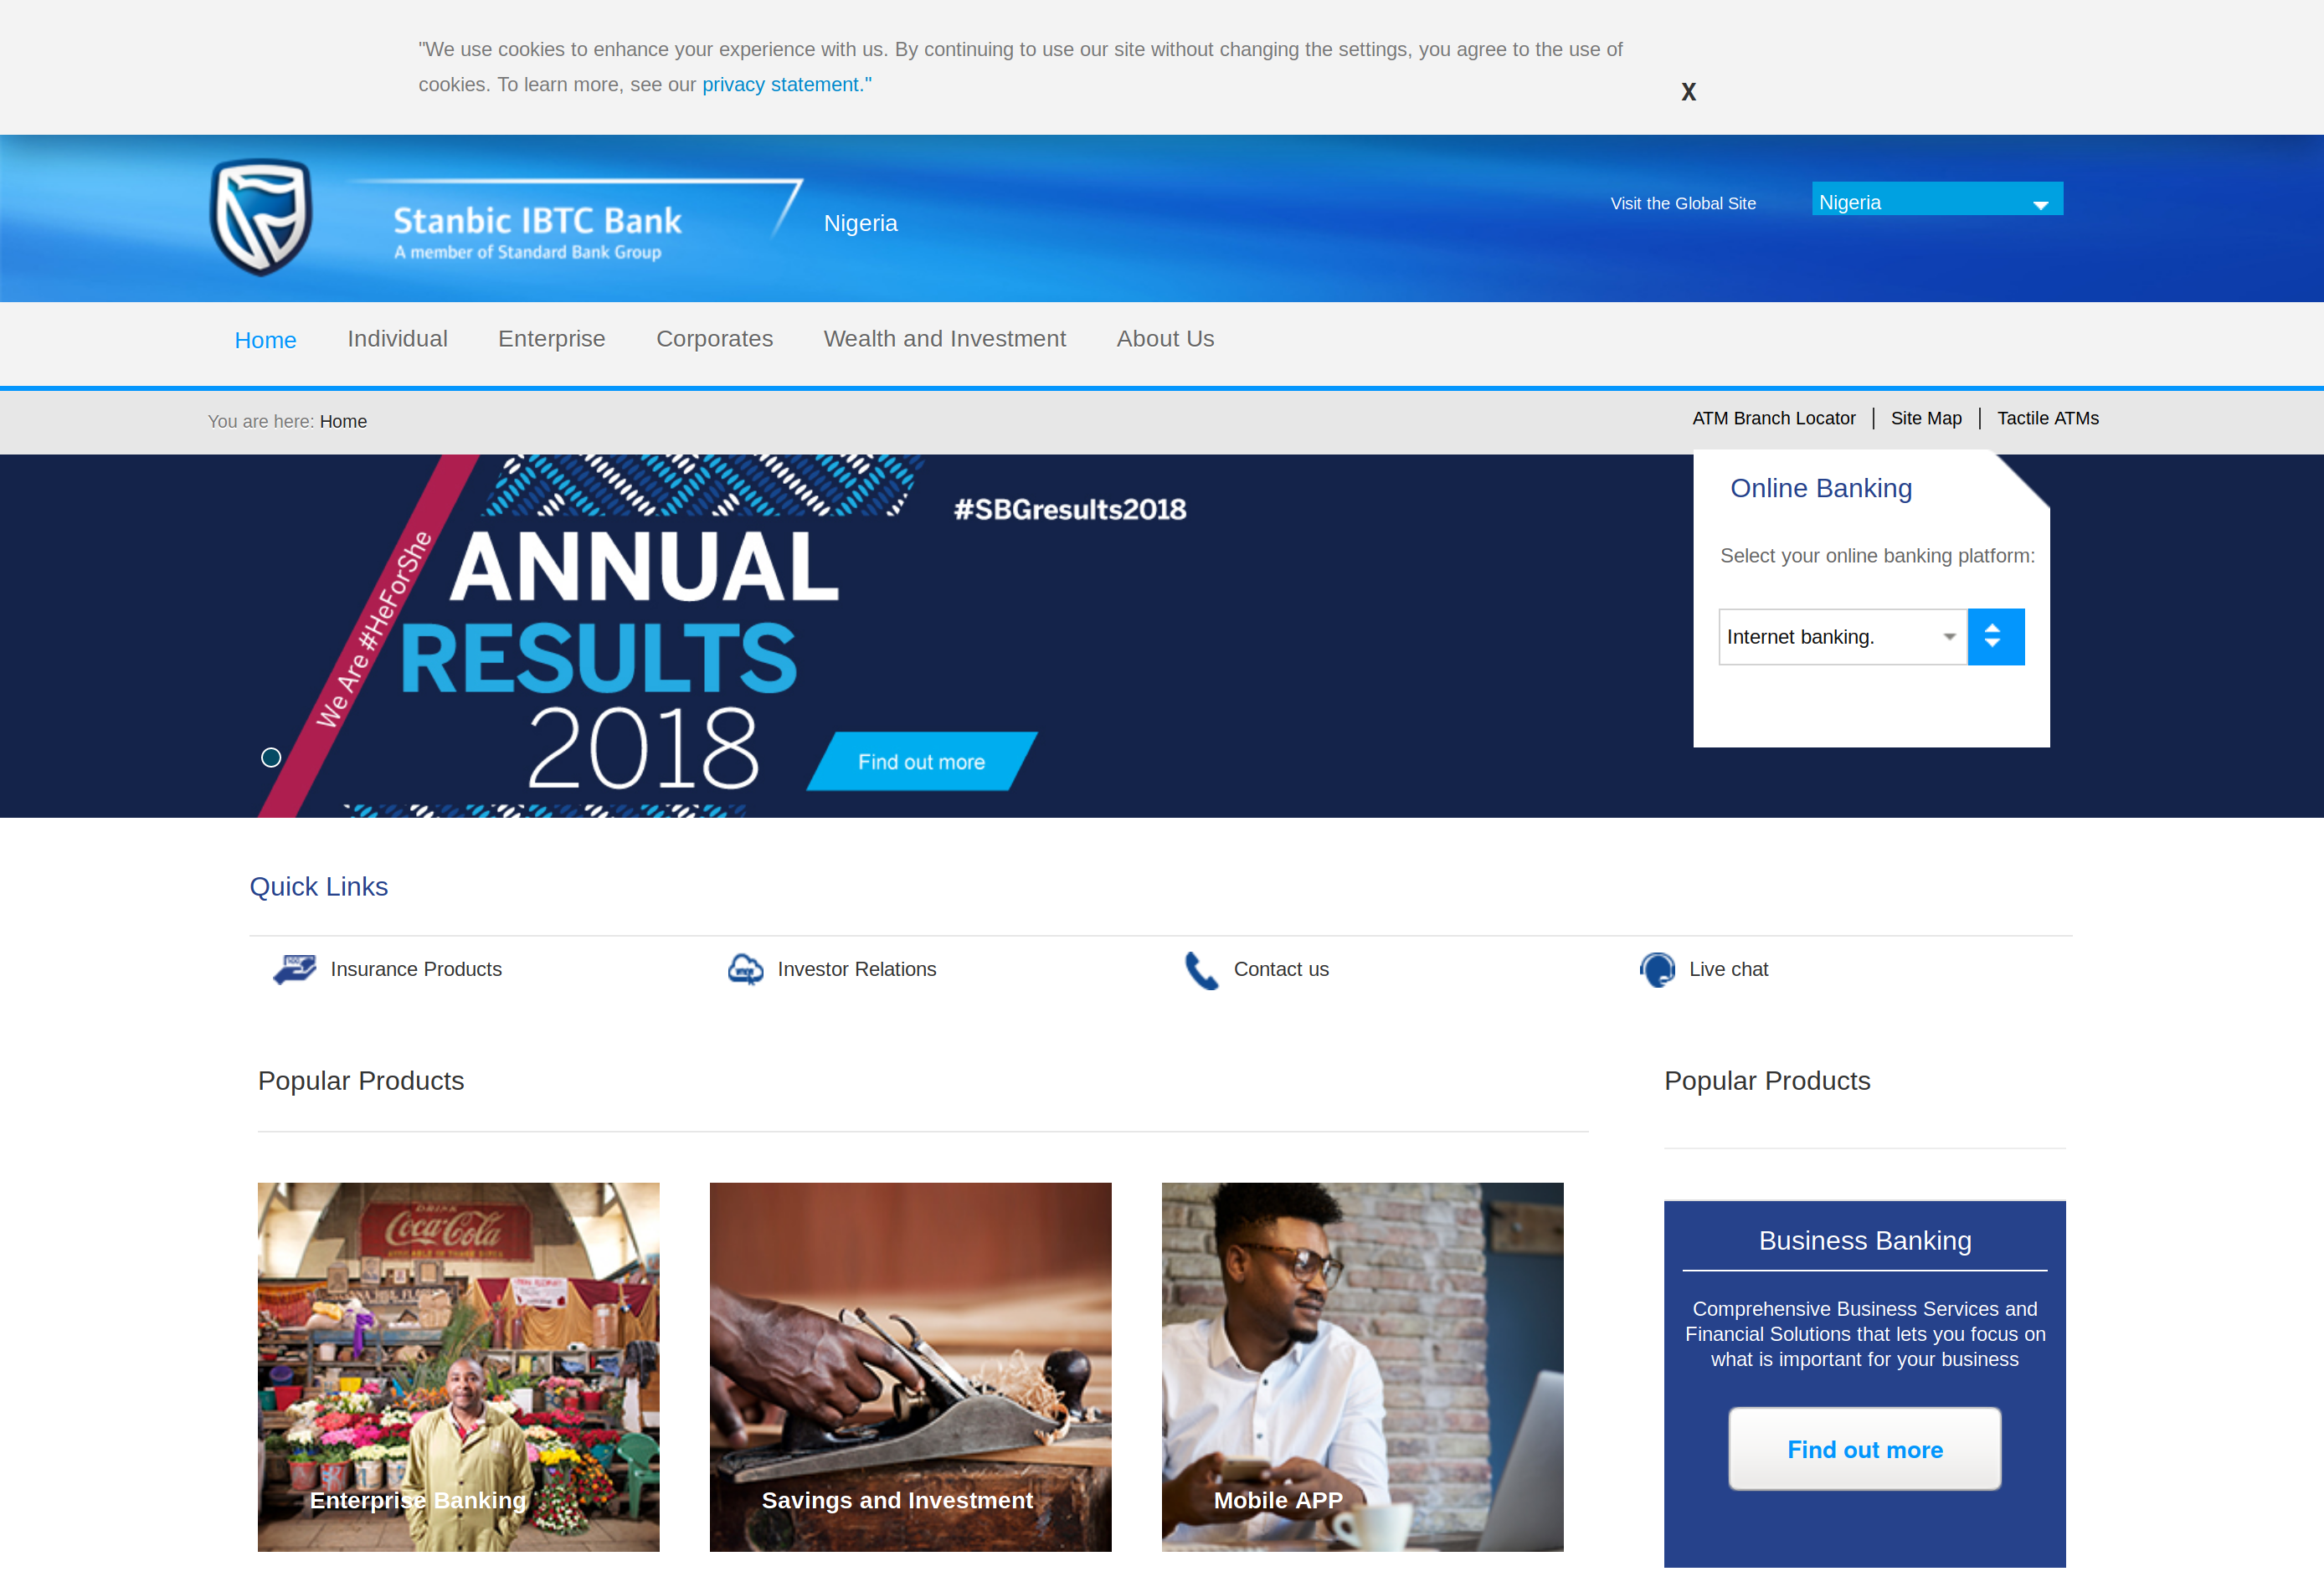 "We use cookies to enhance your experience with us. By continuing to use our site without changing the settings, you agree to the use of
cookies. To learn more, see our privacy statement."
X
Stanbic IBTC Bank
A member of Standard Bank Group
Nigeria
Visit the Global Site
Nigeria
Home
Individual
Enterprise
Corporates
Wealth and Investment
About Us
You are here: Home
ATM Branch Locator
Site Map
Tactile ATMs
We Are #HeForShe
#SBGresults2018
ANNUAL
RESULTS
2018
Find out more
Online Banking
Select your online banking platform:
Internet banking.
Quick Links
Insurance Products
Investor Relations
Contact us
Live chat
Popular Products
DRINK
Coca-Cola
Enterprise Banking
Savings and Investment
Mobile APP
Popular Products
Business Banking
Comprehensive Business Services and
Financial Solutions that lets you focus on
what is important for your business
Find out more